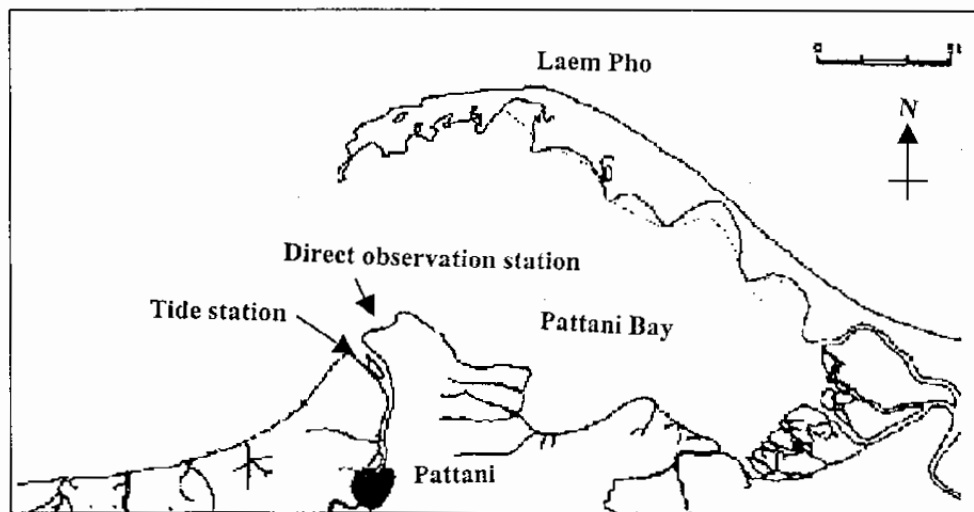 Laem Pho
N
Direct observation station
Tide station
Pattani Bay
Pattani